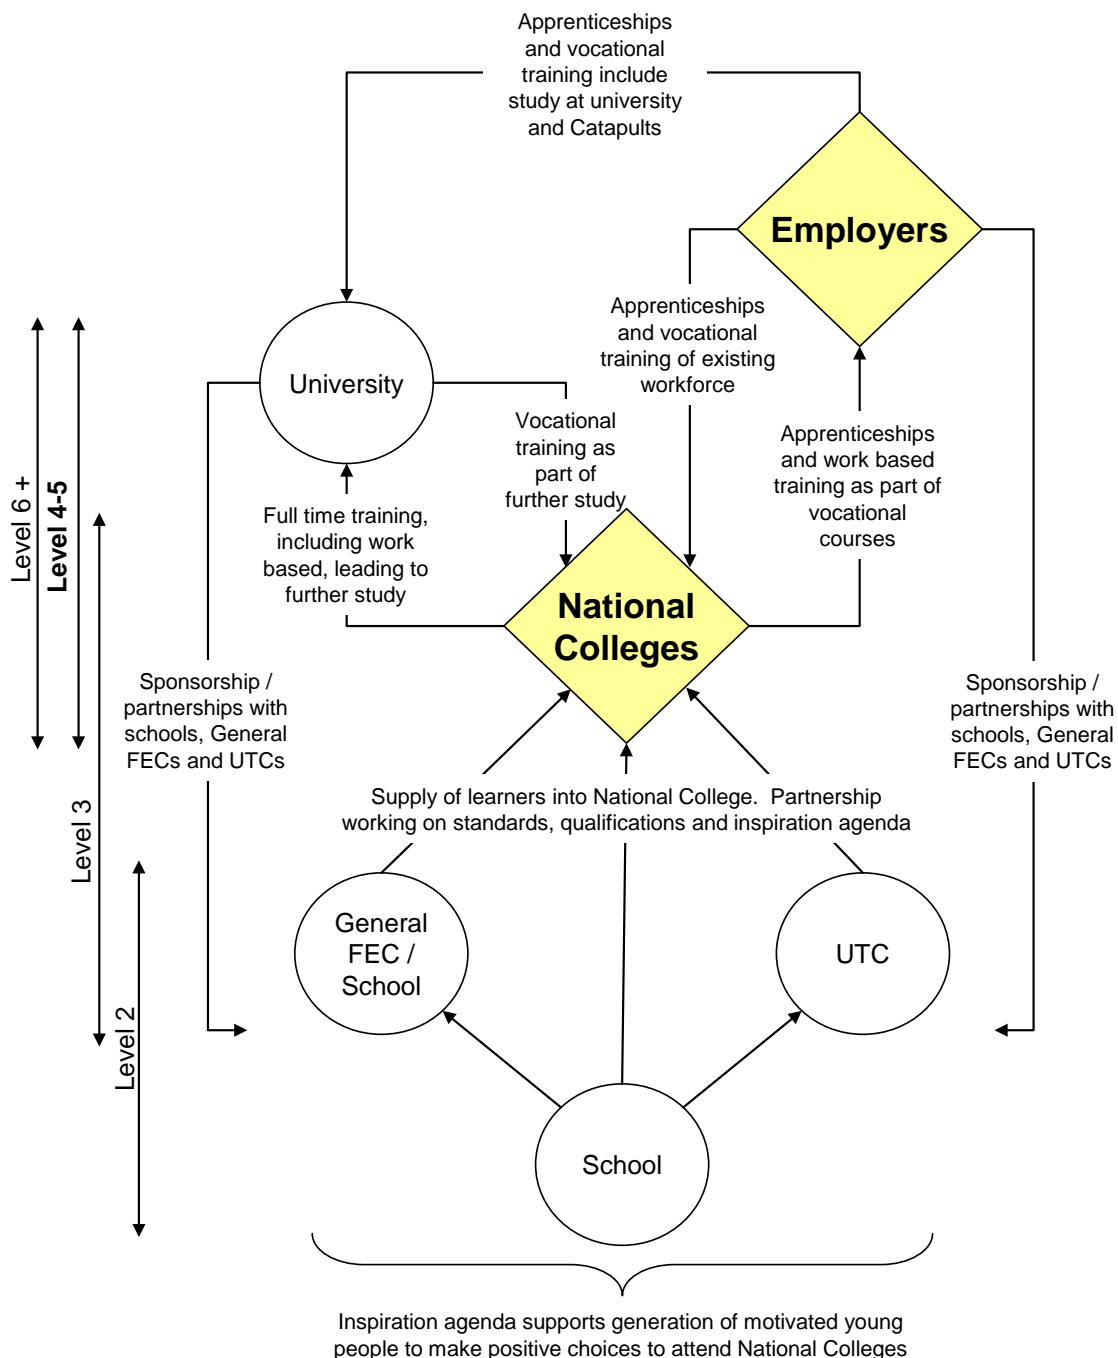 Apprenticeships
and vocational
training include
study at university
and Catapults
Employers
Apprenticeships
and vocational
training of existing
workforce
University
Vocational
training as
part of
further study
Apprenticeships
and work based
training as part of
vocational
courses
Level 6 +
Level 4-5
Full time training,
including work
based, leading to
further study
National
Colleges
Sponsorship /
partnerships with
schools, General
FECs and UTCs
Sponsorship /
partnerships with
schools, General
FECs and UTCs
Level 3
Supply of learners into National College.  Partnership
working on standards, qualifications and inspiration agenda
General
FEC /
School
UTC
Level 2
School
Inspiration agenda supports generation of motivated young
people to make positive choices to attend National Colleges